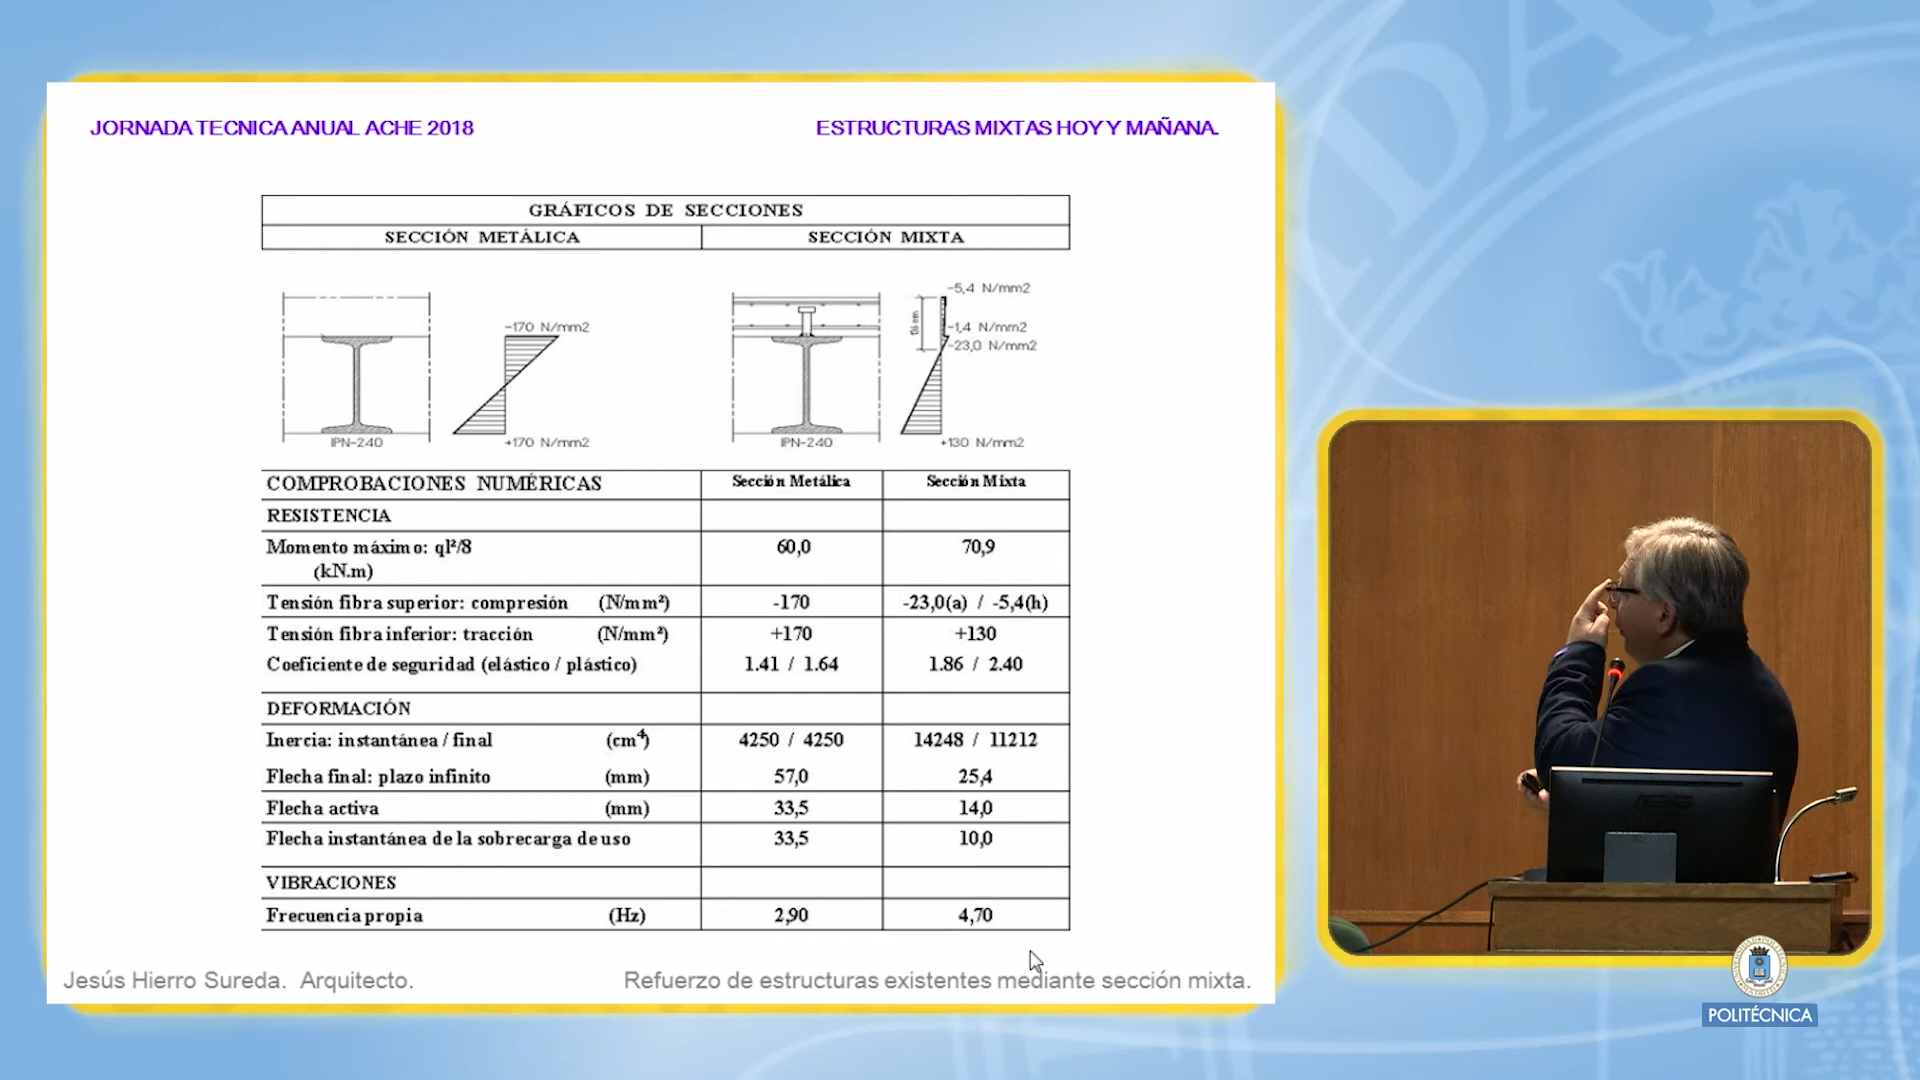 JORNADA TECNICA ANUAL ACHE 2018
ESTRUCTURAS MIXTAS HOY Y MAÑANA.
GRÁFICOS DE SECCIONES
SECCIÓN METÁLICA
SECCIÓN MIXTA
-170 N/mm2
IPN-240
+170 N/mm2
-5,4 N/mm2
136 mm
-1,4 N/mm2
-23,0 N/mm2
IPN-240
+130 N/mm2
COMPROBACIONES NUMÉRICAS Sección Metálica Sección Mixta
RESISTENCIA
Momento máximo: ql²/8 60,0 70,9
(kN.m)
Tensión fibra superior: compresión (N/mm²) -170 -23,0(a) / -5,4(h)
Tensión fibra inferior: tracción (N/mm²) +170 +130
Coeficiente de seguridad (elástico / plástico) 1.41 / 1.64 1.86 / 2.40
DEFORMACIÓN
Inercia: instantánea / final (cm⁴) 4250 / 4250 14248 / 11212
Flecha final: plazo infinito (mm) 57,0 25,4
Flecha activa (mm) 33,5 14,0
Flecha instantánea de la sobrecarga de uso 33,5 10,0
VIBRACIONES
Frecuencia propia (Hz) 2,90 4,70
Jesús Hierro Sureda. Arquitecto.
Refuerzo de estructuras existentes mediante sección mixta.
POLITÉCNICA